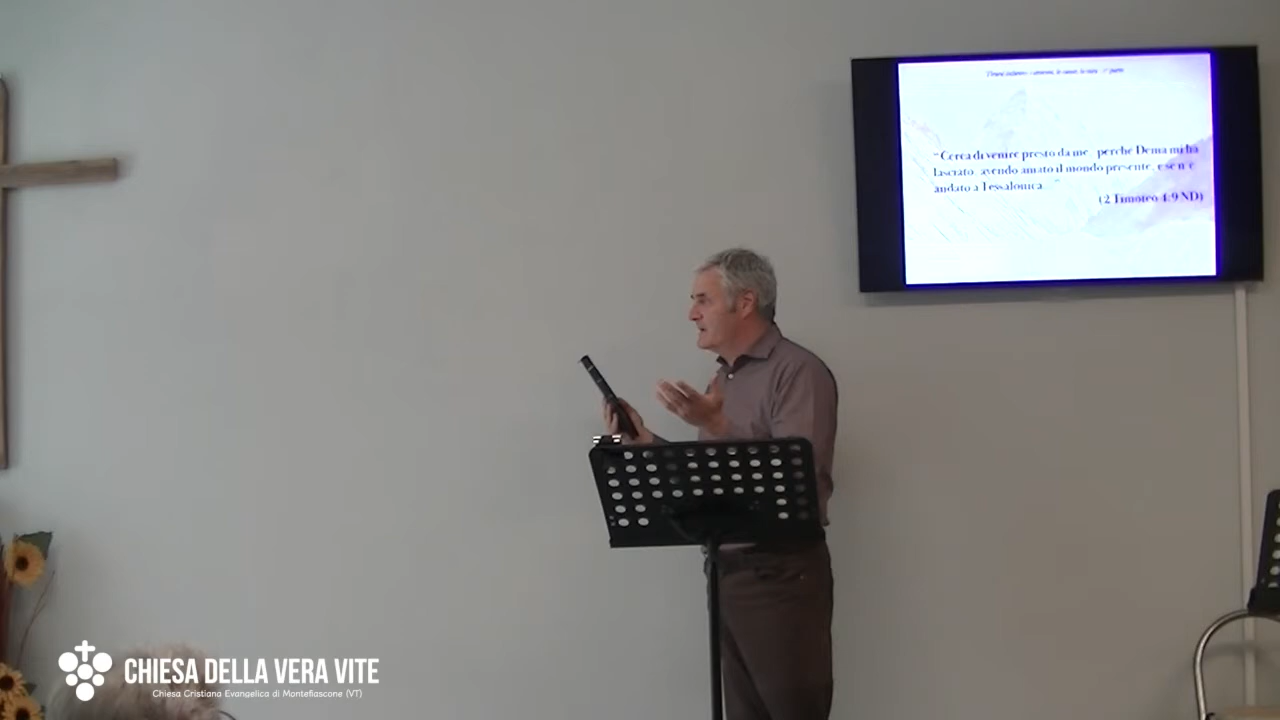 "Cerca di venire presto da me perché Dema mi ha
lasciato, avendo amato il mondo presente, e se n'è
andato a Tessalonica
(2 Timoteo 4:9 ND)
CHIESA DELLA VERA VITE
Chiesa Cristiana Evangelica di Montefiascone (VT)